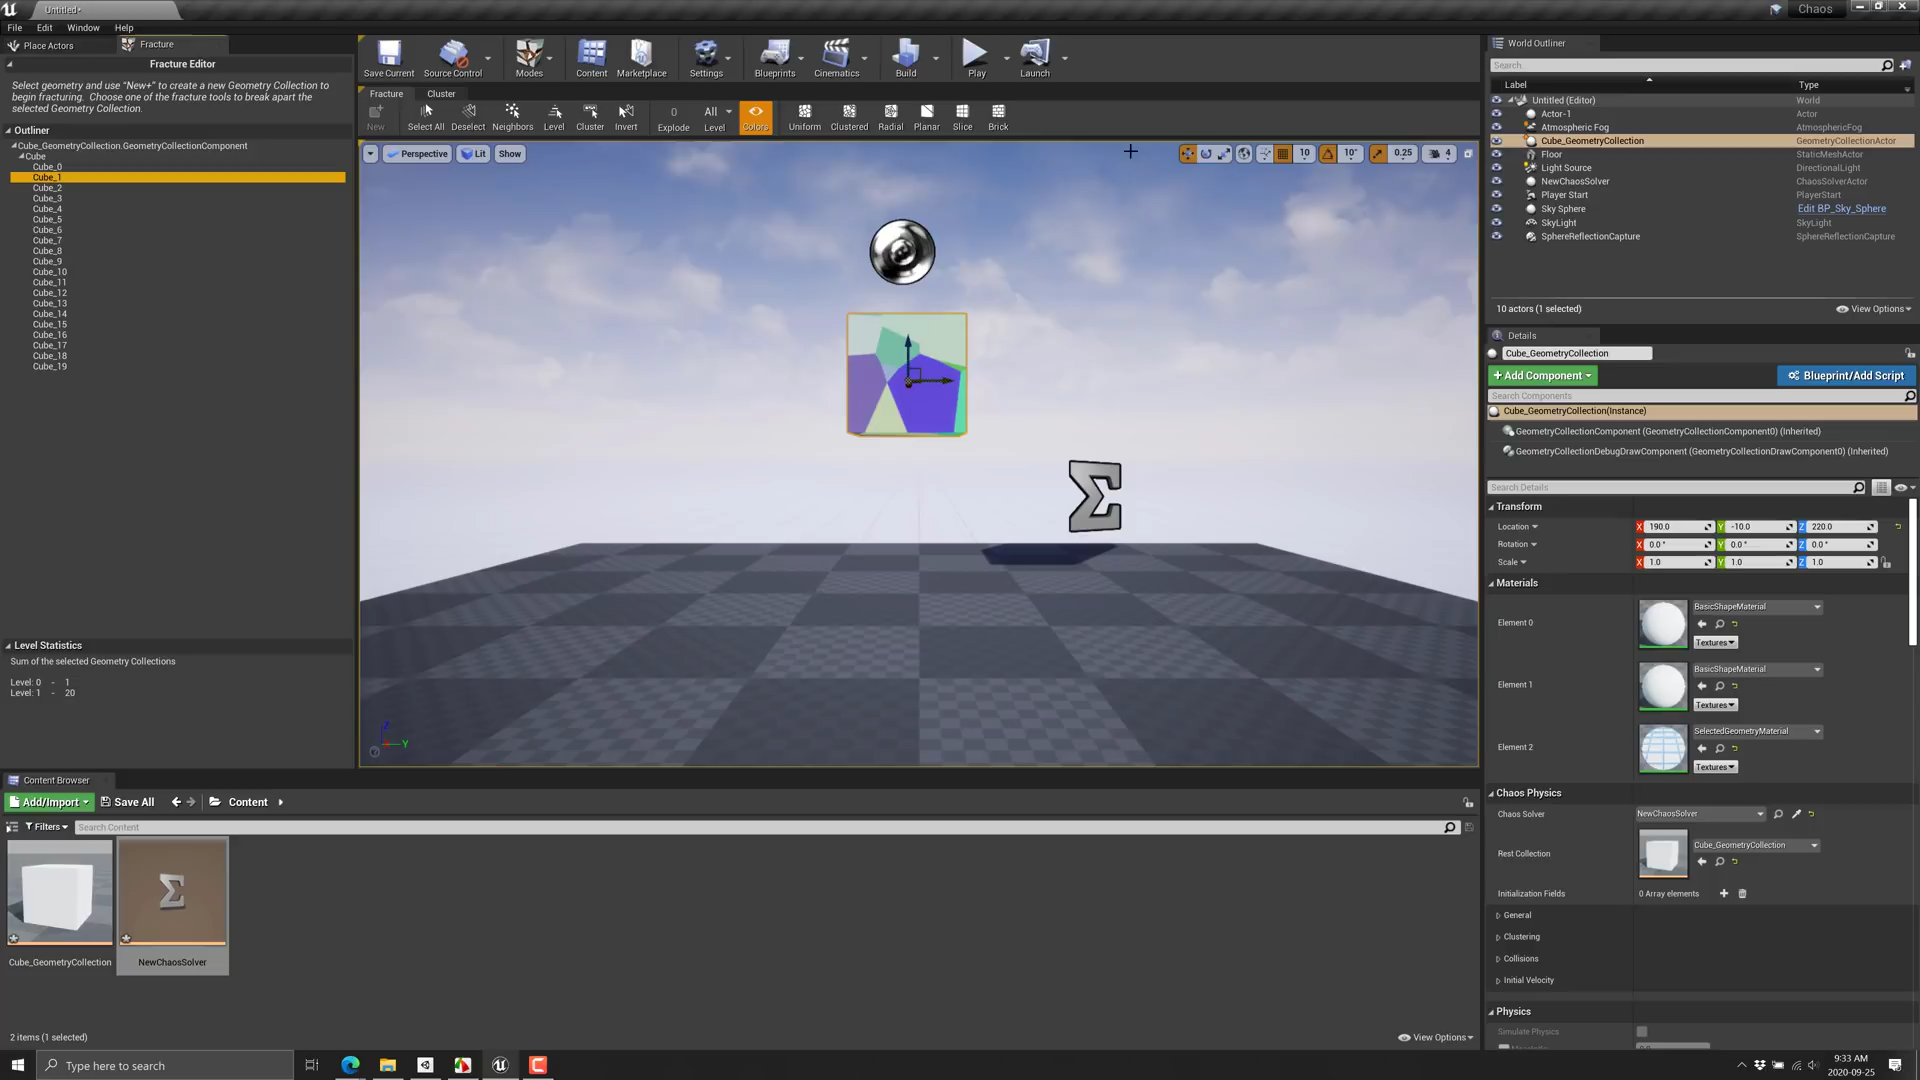 Untitled*
Chaos
File Edit Window Help
Place Actors
Fracture
Fracture Editor
Select geometry and use "New+" to create a new Geometry Collection to
begin fracturing. Choose one of the fracture tools to break apart the
selected Geometry Collection.
Outliner
Cube_GeometryCollection.GeometryCollectionComponent
Cube
Cube_0
Cube_1
Cube_2
Cube_3
Cube_4
Cube_5
Cube_6
Cube_7
Cube_8
Cube_9
Cube_10
Cube_11
Cube_12
Cube_13
Cube_14
Cube_15
Cube_16
Cube_17
Cube_18
Cube_19
Level Statistics
Sum of the selected Geometry Collections
Level: 0 - 1
Level: 1 - 20
Save Current Source Control Modes Content Marketplace Settings Blueprints Cinematics Build Play Launch
Fracture Cluster
New Select All Deselect Neighbors Level Cluster Invert 0 Explode All Level Colors Uniform Clustered Radial Planar Slice Brick
Perspective Lit Show
10 10° 0.25 4
Σ
Z
Y
World Outliner
Search...
Label Type
Untitled (Editor) World
Actor-1 Actor
Atmospheric Fog AtmosphericFog
Cube_GeometryCollection GeometryCollectionActor
Floor StaticMeshActor
Light Source DirectionalLight
NewChaosSolver ChaosSolverActor
Player Start PlayerStart
Sky Sphere Edit BP_Sky_Sphere
SkyLight SkyLight
SphereReflectionCapture SphereReflectionCapture
10 actors (1 selected) View Options
Details
Cube_GeometryCollection
+ Add Component Blueprint/Add Script
Search Components
Cube_GeometryCollection(Instance)
GeometryCollectionComponent (GeometryCollectionComponent0) (Inherited)
GeometryCollectionDebugDrawComponent (GeometryCollectionDrawComponent0) (Inherited)
Search Details
Transform
Location X 190.0 Y -10.0 Z 220.0
Rotation X 0.0° Y 0.0° Z 0.0°
Scale X 1.0 Y 1.0 Z 1.0
Materials
Element 0 BasicShapeMaterial
Textures
Element 1 BasicShapeMaterial
Textures
Element 2 SelectedGeometryMaterial
Textures
Chaos Physics
Chaos Solver NewChaosSolver
Rest Collection Cube_GeometryCollection
Initialization Fields 0 Array elements
General
Clustering
Collisions
Initial Velocity
Physics
Simulate Physics
Content Browser
Add/Import Save All Content
Filters Search Content
Σ
Cube_GeometryCollection
NewChaosSolver
2 items (1 selected) View Options
Type here to search
9:33 AM
2020-09-25